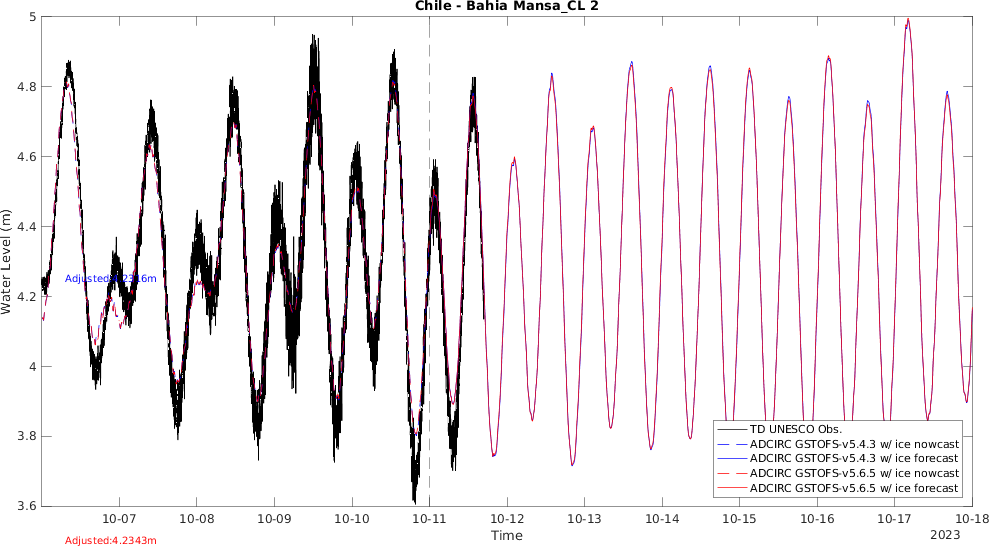 Chile - Bahia Mansa_CL 2
Water Level (m)
5
4.8
4.6
4.4
4.2
4
3.8
3.6
Adjusted:4.2316m
TD UNESCO Obs.
ADCIRC GSTOFS-v5.4.3 w/ ice nowcast
ADCIRC GSTOFS-v5.4.3 w/ ice forecast
ADCIRC GSTOFS-v5.6.5 w/ ice nowcast
ADCIRC GSTOFS-v5.6.5 w/ ice forecast
10-07 10-08 10-09 10-10 10-11 10-12 10-13 10-14 10-15 10-16 10-17 10-18
Time
2023
Adjusted:4.2343m